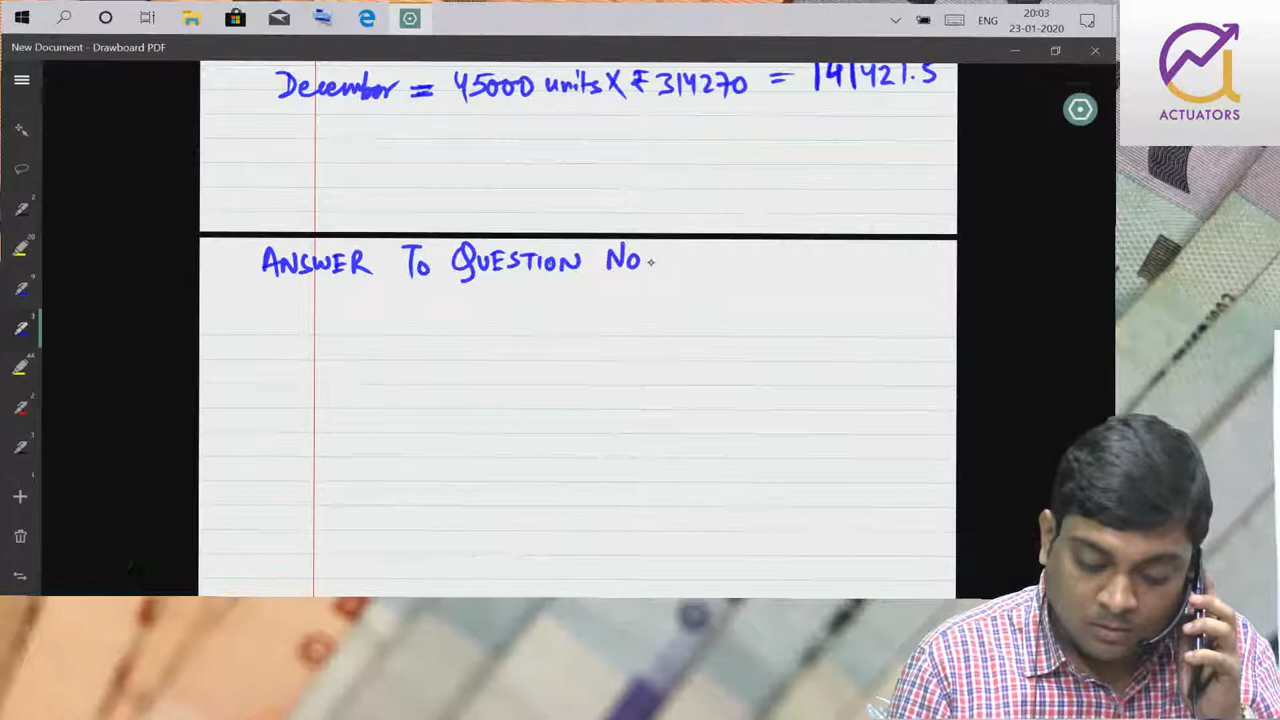 20:03
ENG
23-01-2020
New Document - Drawboard PDF
December = 45000 units X ₹ 3.14270 = 141421.5
ANSWER TO QUESTION NO
ACTUATORS